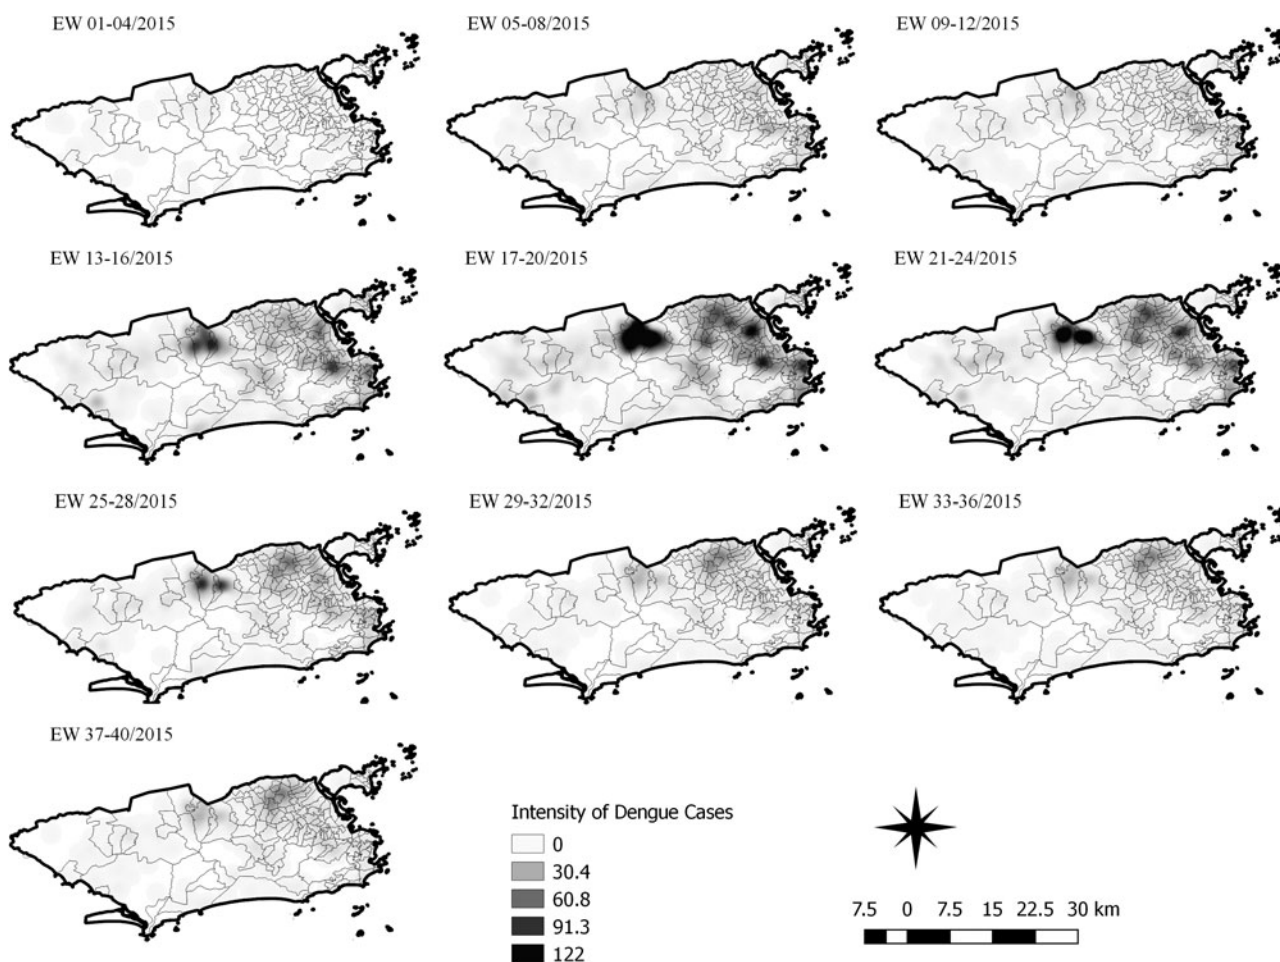 EW 01-04/2015
EW 05-08/2015
EW 09-12/2015
EW 13-16/2015
EW 17-20/2015
EW 21-24/2015
EW 25-28/2015
EW 29-32/2015
EW 33-36/2015
EW 37-40/2015
Intensity of Dengue Cases
0
30.4
60.8
91.3
122
7.5 0 7.5 15 22.5 30 km